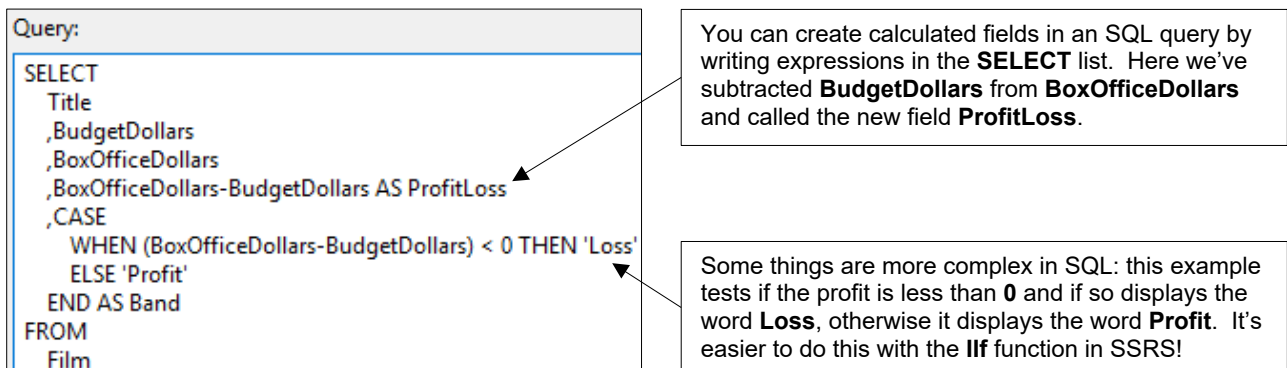 Query:
SELECT
Title
,BudgetDollars
,BoxOfficeDollars
,BoxOfficeDollars-BudgetDollars AS ProfitLoss
,CASE
WHEN (BoxOfficeDollars-BudgetDollars) < 0 THEN 'Loss'
ELSE 'Profit'
END AS Band
FROM
Film
You can create calculated fields in an SQL query by
writing expressions in the SELECT list.  Here we've
subtracted BudgetDollars from BoxOfficeDollars
and called the new field ProfitLoss.
Some things are more complex in SQL: this example
tests if the profit is less than 0 and if so displays the
word Loss, otherwise it displays the word Profit.  It's
easier to do this with the IIf function in SSRS!